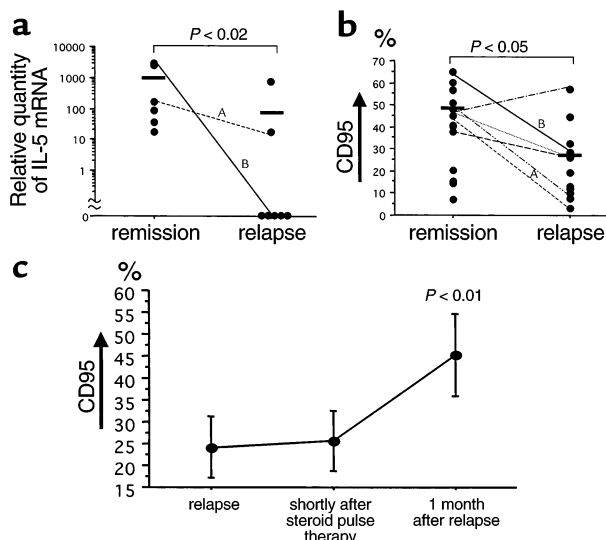 a
P < 0.02
Relative quantity
of IL-5 mRNA
10000
1000
100
10
1
0
A
B
remission
relapse
b
%
P < 0.05
CD95
70
60
50
40
30
20
10
0
B
A
remission
relapse
c
%
P < 0.01
CD95
60
55
50
45
40
35
30
25
20
15
relapse
shortly after
steroid pulse
therapy
1 month
after relapse